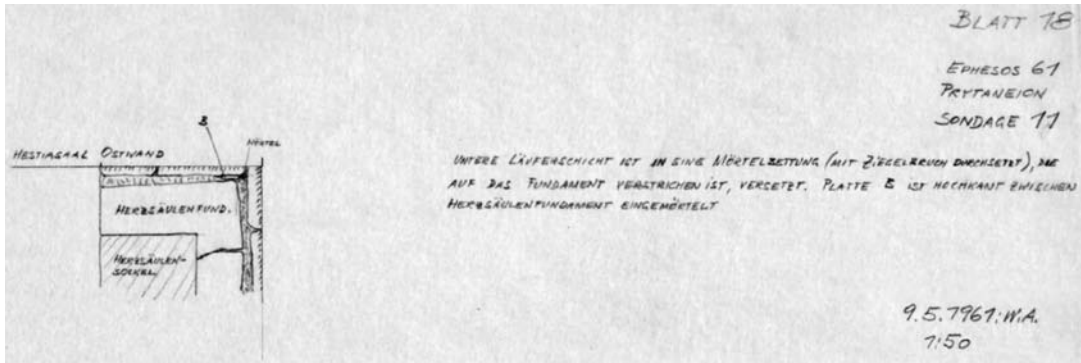 BLATT 18
EPHESOS 61
PRYTANEION
SONDAGE 11
B
MÖRTEL
HESTIASAAL OSTWAND
UNTERE LÄUFERSCHICHT IST IN EINE MÖRTELBETTUNG (MIT ZIEGELBRUCH DURCHSETZT), DIE
AUF DAS FUNDAMENT VERSTRICHEN IST, VERSETZT. PLATTE B IST HOCHKANT ZWISCHEN
HERZSÄULENFUNDAMENT EINGEMÖRTELT
HERZSÄULENFUND.
HERZSÄULEN-
SOCKEL
9.5.1961: W.A.
1:50